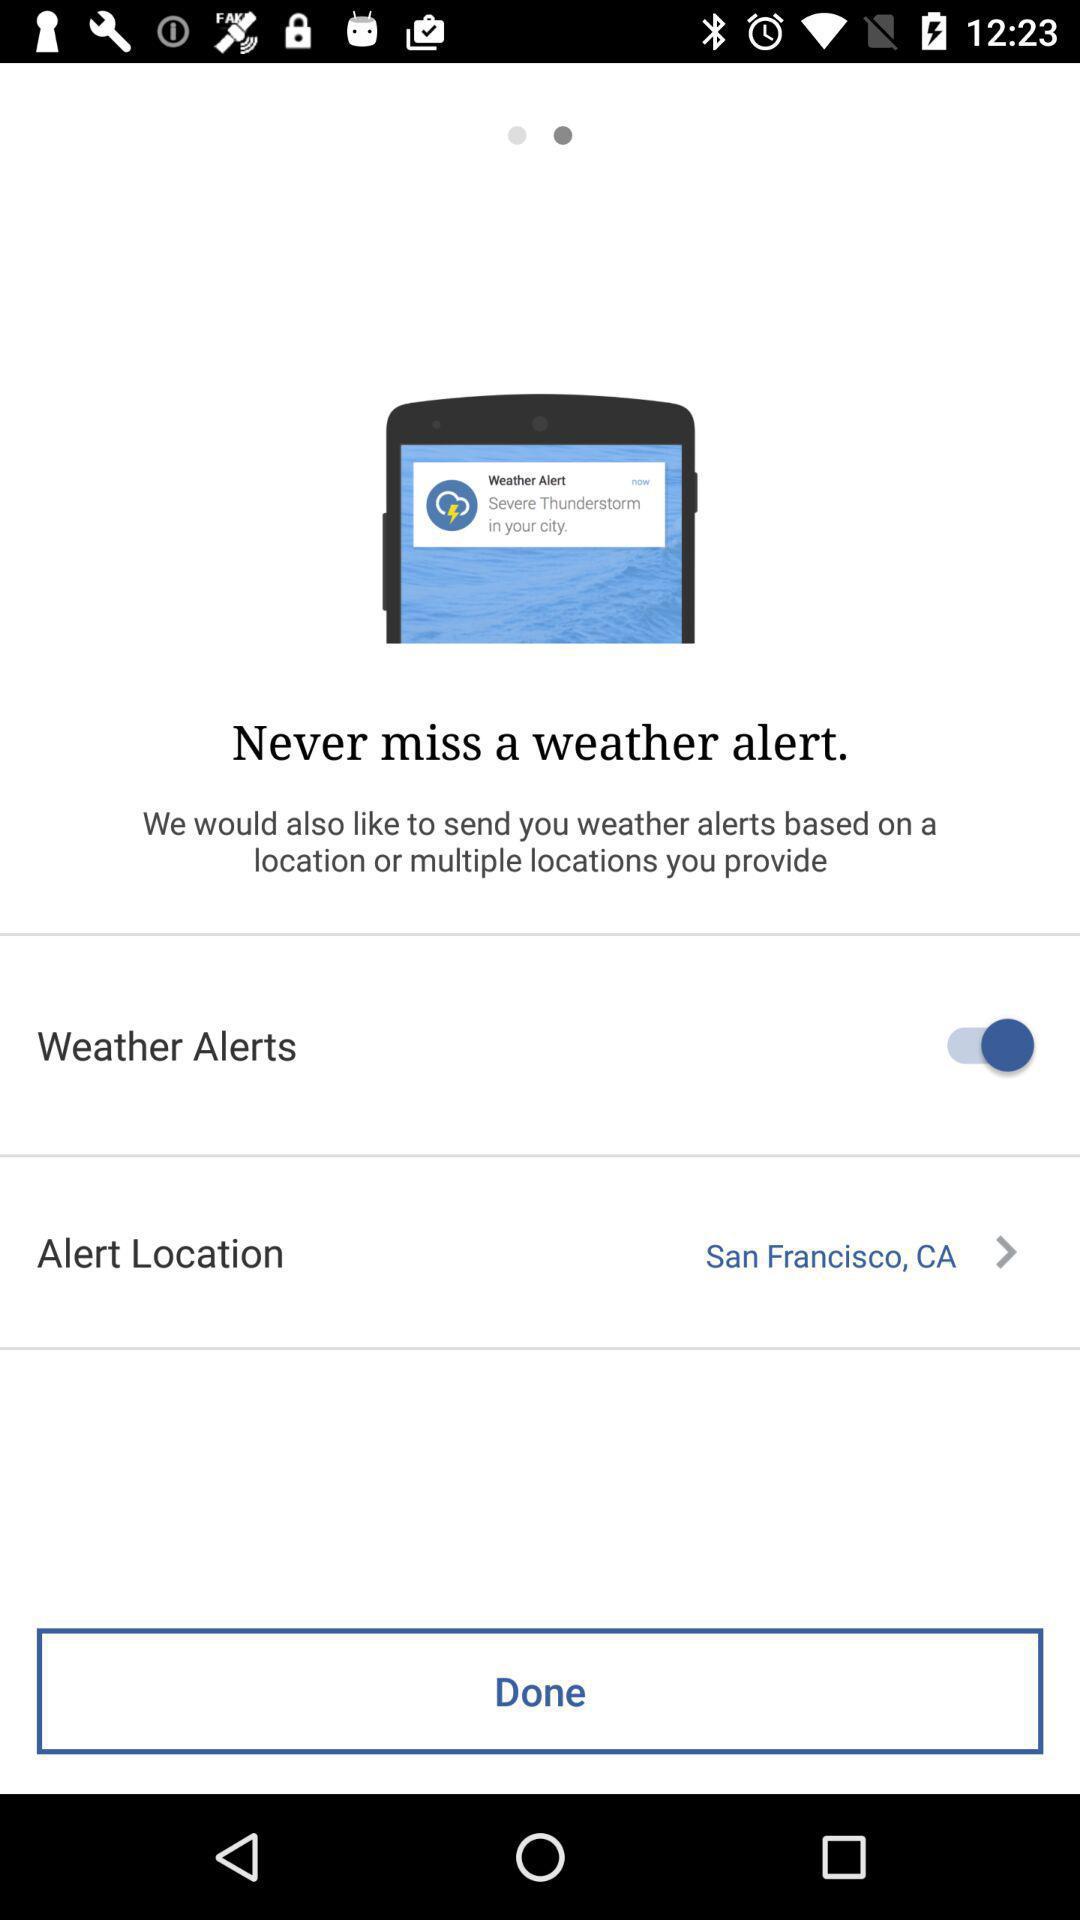 FAKE
12:23
Weather Alert now
Severe Thunderstorm
in your city.
Never miss a weather alert.
We would also like to send you weather alerts based on a
location or multiple locations you provide
Weather Alerts
Alert Location San Francisco, CA
Done